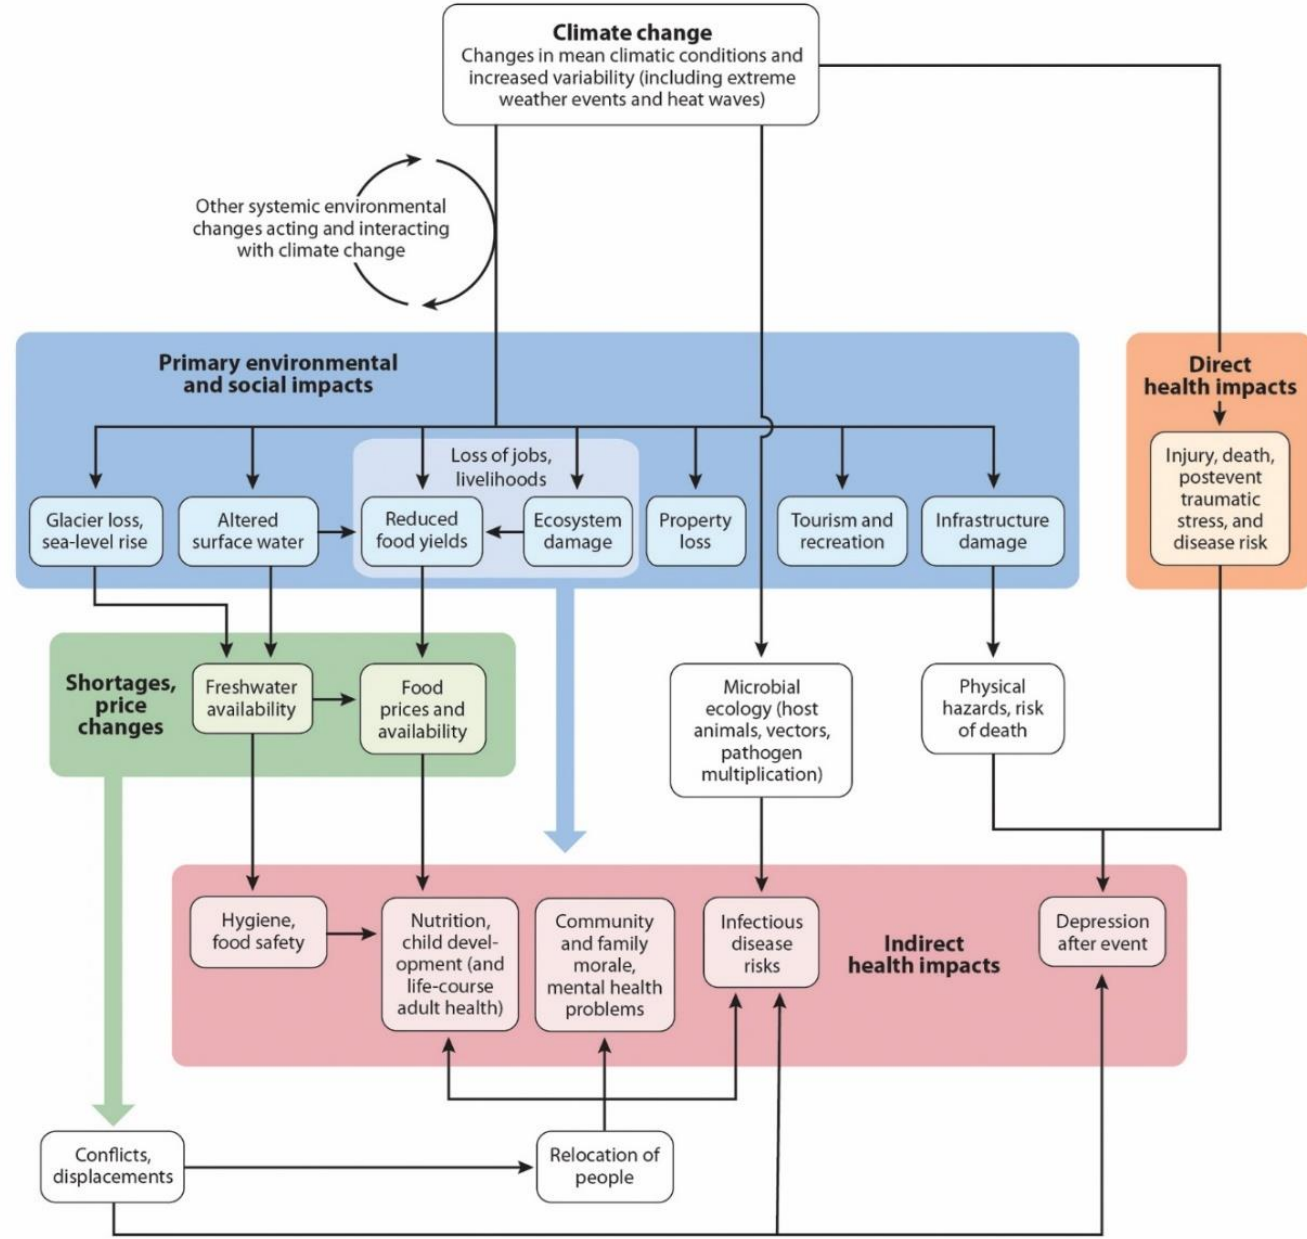 Climate change
Changes in mean climatic conditions and
increased variability (including extreme
weather events and heat waves)
Other systemic environmental
changes acting and interacting
with climate change
Primary environmental
and social impacts
Direct
health impacts
Loss of jobs,
livelihoods
Glacier loss,
sea-level rise
Altered
surface water
Reduced
food yields
Ecosystem
damage
Property
loss
Tourism and
recreation
Infrastructure
damage
Injury, death,
postevent
traumatic
stress, and
disease risk
Shortages,
price
changes
Freshwater
availability
Food
prices and
availability
Microbial
ecology (host
animals, vectors,
pathogen
multiplication)
Physical
hazards, risk
of death
Hygiene,
food safety
Nutrition,
child devel-
opment (and
life-course
adult health)
Community
and family
morale,
mental health
problems
Infectious
disease
risks
Indirect
health impacts
Depression
after event
Conflicts,
displacements
Relocation of
people